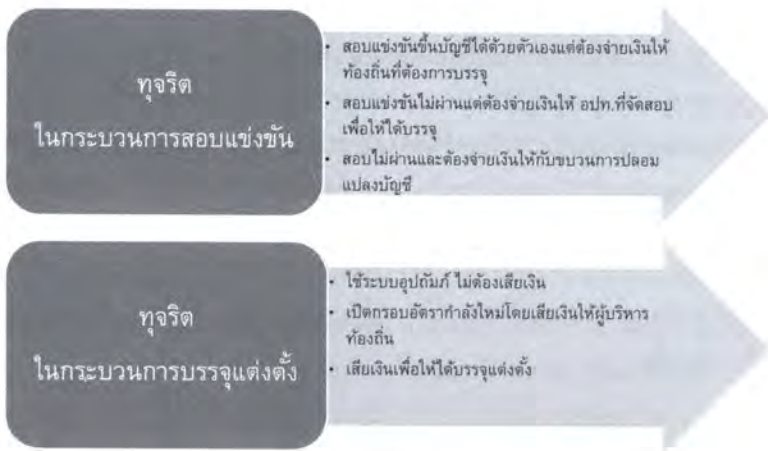 ทุจริต
ในกระบวนการสอบแข่งขัน
• สอบแข่งขันขึ้นบัญชีได้ด้วยตัวเองแต่ต้องจ่ายเงินให้
ท้องถิ่นที่ต้องการบรรจุ
• สอบแข่งขันไม่ผ่านแต่ต้องจ่ายเงินให้ อปท.ที่จัดสอบ
เพื่อให้ได้บรรจุ
• สอบไม่ผ่านและต้องจ่ายเงินให้กับขบวนการปลอม
แปลงบัญชี
ทุจริต
ในกระบวนการบรรจุแต่งตั้ง
• ใช้ระบบอุปถัมภ์ ไม่ต้องเสียเงิน
• เปิดกรอบอัตรากำลังใหม่โดยเสียเงินให้ผู้บริหาร
ท้องถิ่น
• เสียเงินเพื่อให้ได้บรรจุแต่งตั้ง